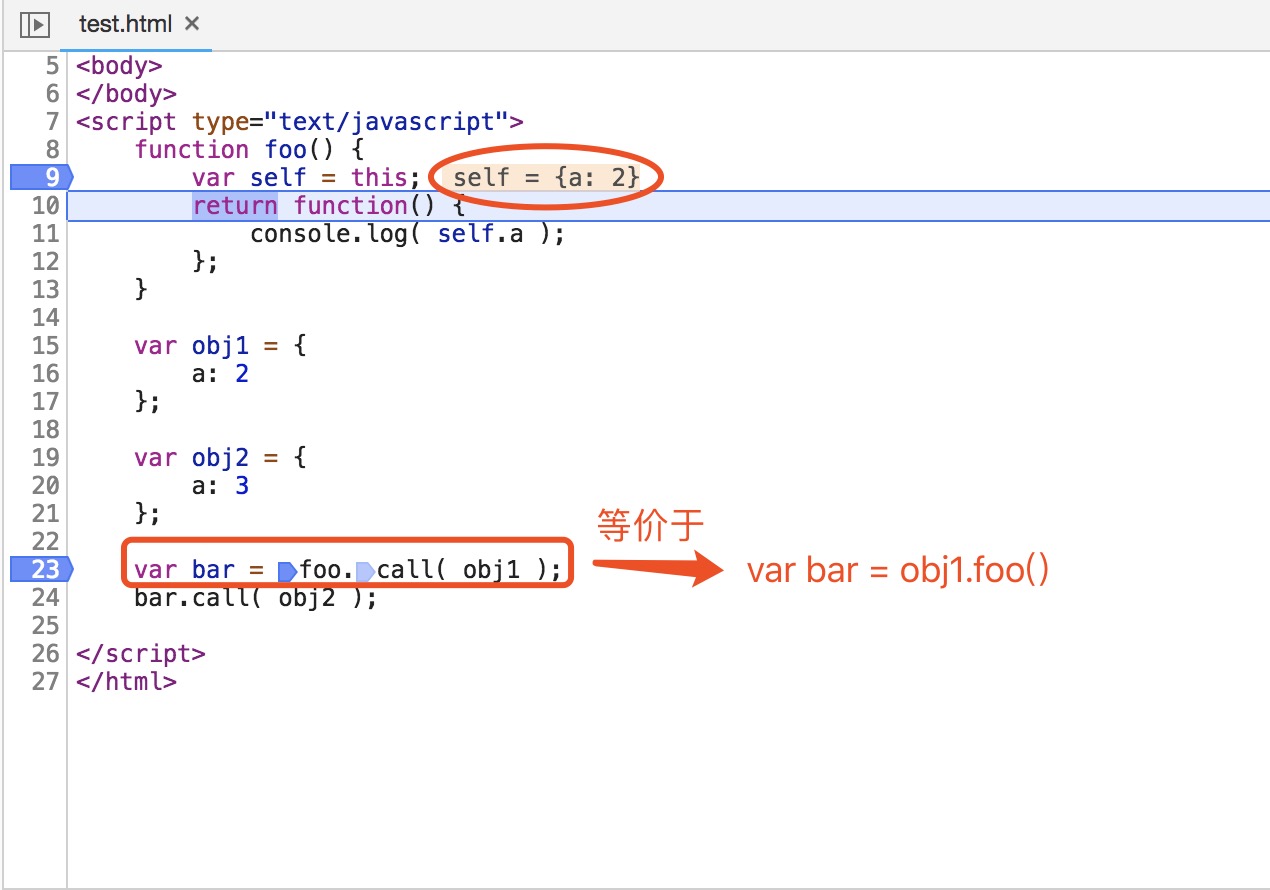 test.html ×
5 <body>
6 </body>
7 <script type="text/javascript">
8 function foo() {
9 var self = this; self = {a: 2}
10 return function() {
11 console.log( self.a );
12 };
13 }
14
15 var obj1 = {
16 a: 2
17 };
18
19 var obj2 = {
20 a: 3
21 };
22
等价于
23 var bar = foo.call( obj1 ); var bar = obj1.foo()
24 bar.call( obj2 );
25
26 </script>
27 </html>